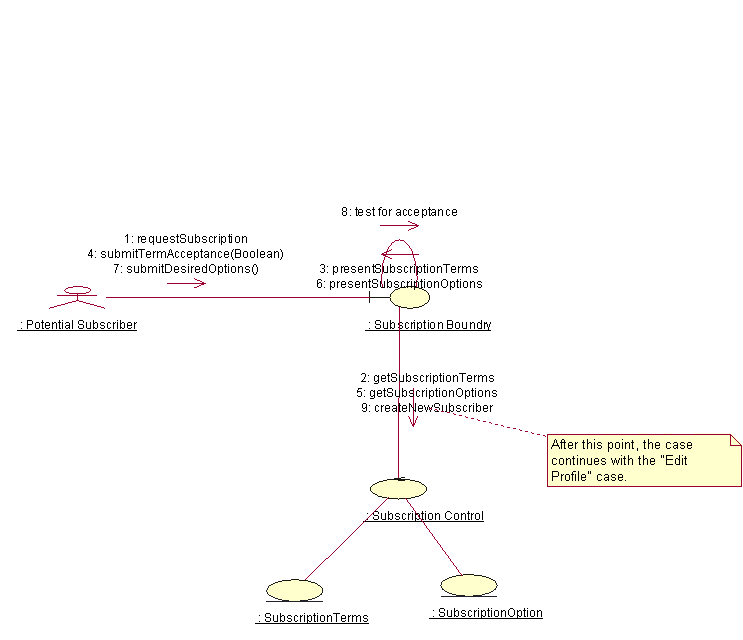 8: test for acceptance
1: requestSubscription
4: submitTermAcceptance(Boolean)
7: submitDesiredOptions()
3: presentSubscriptionTerms
6: presentSubscriptionOptions
: Potential Subscriber
: Subscription Boundry
2: getSubscriptionTerms
5: getSubscriptionOptions
9: createNewSubscriber
After this point, the case
continues with the "Edit
Profile" case.
: Subscription Control
: SubscriptionTerms
: SubscriptionOption